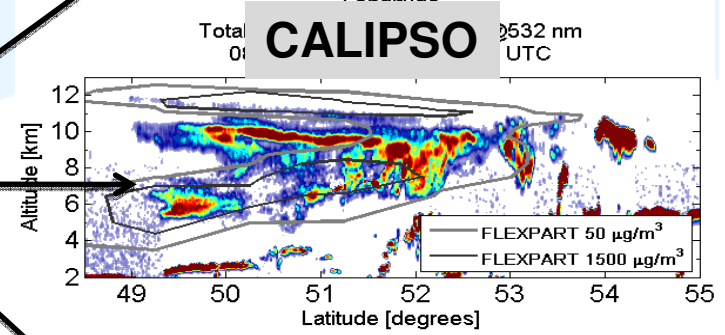 Total
@532 nm
08
UTC
CALIPSO
12
10
8
6
4
2
Altitude [km]
FLEXPART 50 μg/m³
FLEXPART 1500 μg/m³
49 50 51 52 53 54 55
Latitude [degrees]